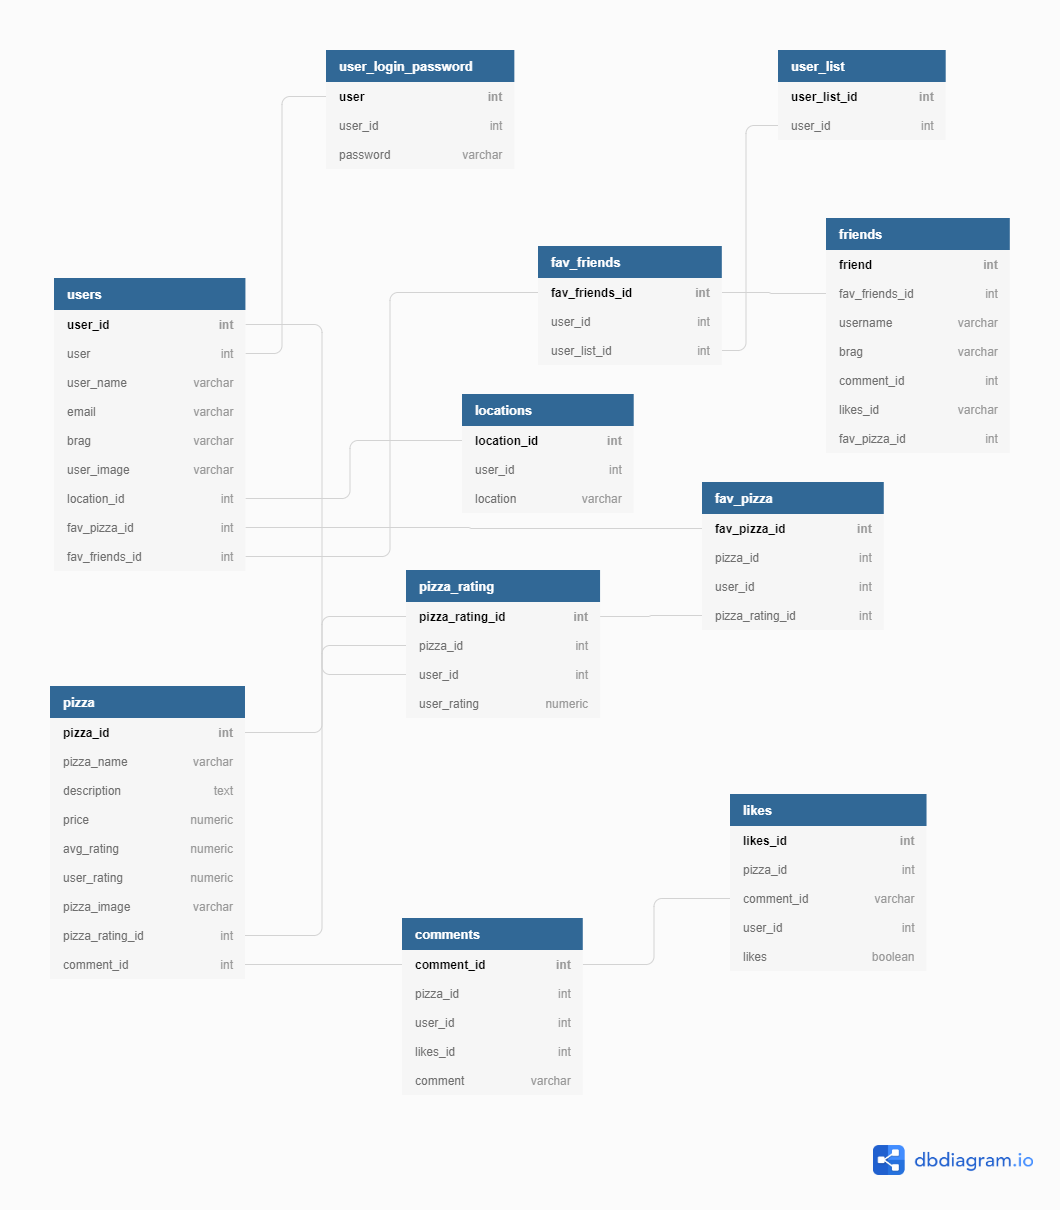 user_login_password
user int
user_id int
password varchar
user_list
user_list_id int
user_id int
friends
friend int
fav_friends_id int
username varchar
brag varchar
comment_id int
likes_id varchar
fav_pizza_id int
fav_friends
fav_friends_id int
user_id int
user_list_id int
users
user_id int
user int
user_name varchar
email varchar
brag varchar
user_image varchar
location_id int
fav_pizza_id int
fav_friends_id int
locations
location_id int
user_id int
location varchar
fav_pizza
fav_pizza_id int
pizza_id int
user_id int
pizza_rating_id int
pizza_rating
pizza_rating_id int
pizza_id int
user_id int
user_rating numeric
pizza
pizza_id int
pizza_name varchar
description text
price numeric
avg_rating numeric
user_rating numeric
pizza_image varchar
pizza_rating_id int
comment_id int
likes
likes_id int
pizza_id int
comment_id varchar
user_id int
likes boolean
comments
comment_id int
pizza_id int
user_id int
likes_id int
comment varchar
dbdiagram.io